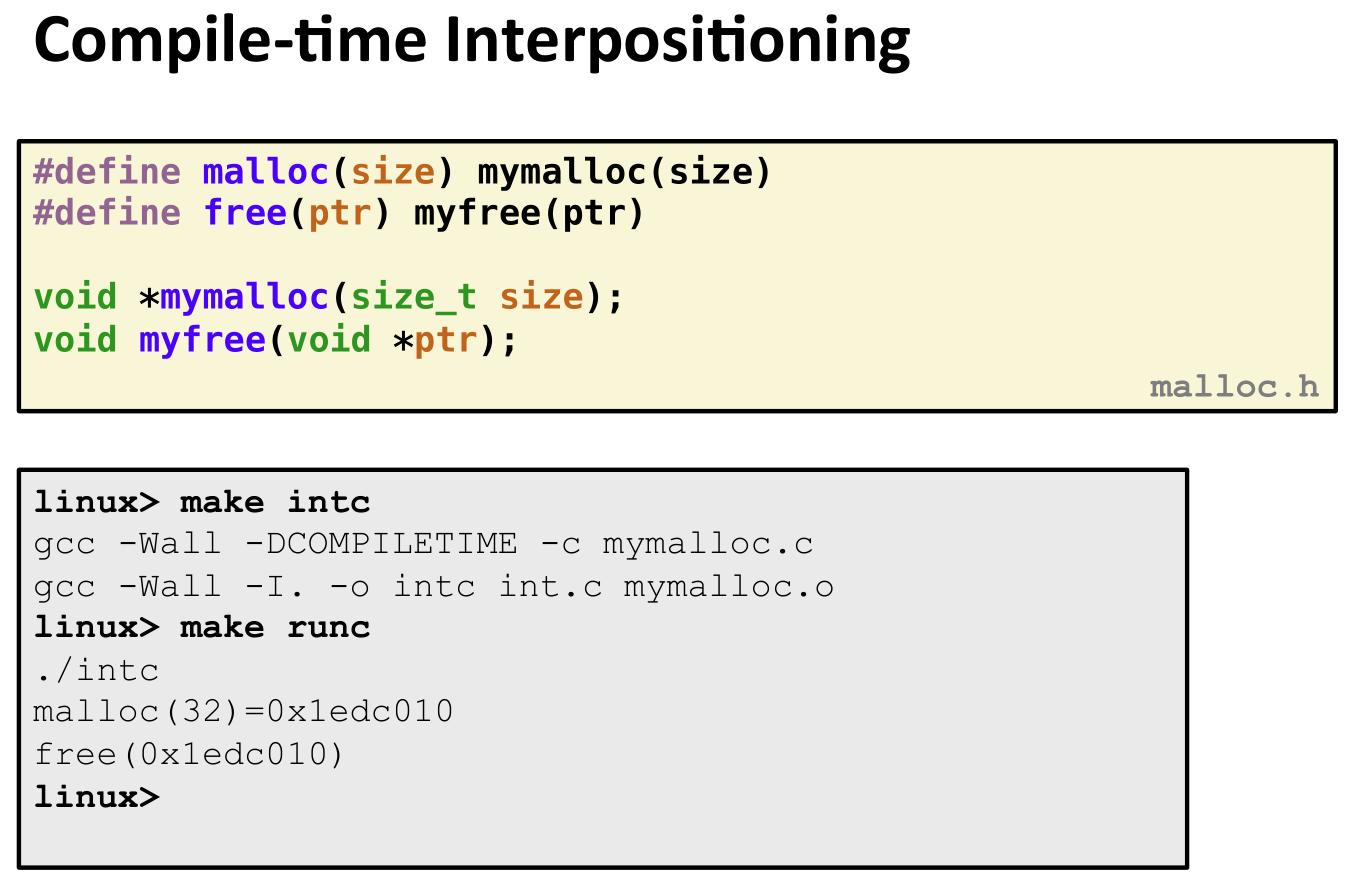 Compile-time Interpositioning
#define malloc(size) mymalloc(size)
#define free(ptr) myfree(ptr)
void *mymalloc(size_t size);
void myfree(void *ptr);
malloc.h
linux> make intc
gcc -Wall -DCOMPILETIME -c mymalloc.c
gcc -Wall -I. -o intc int.c mymalloc.o
linux> make runc
./intc
malloc(32)=0x1edc010
free(0x1edc010)
linux>